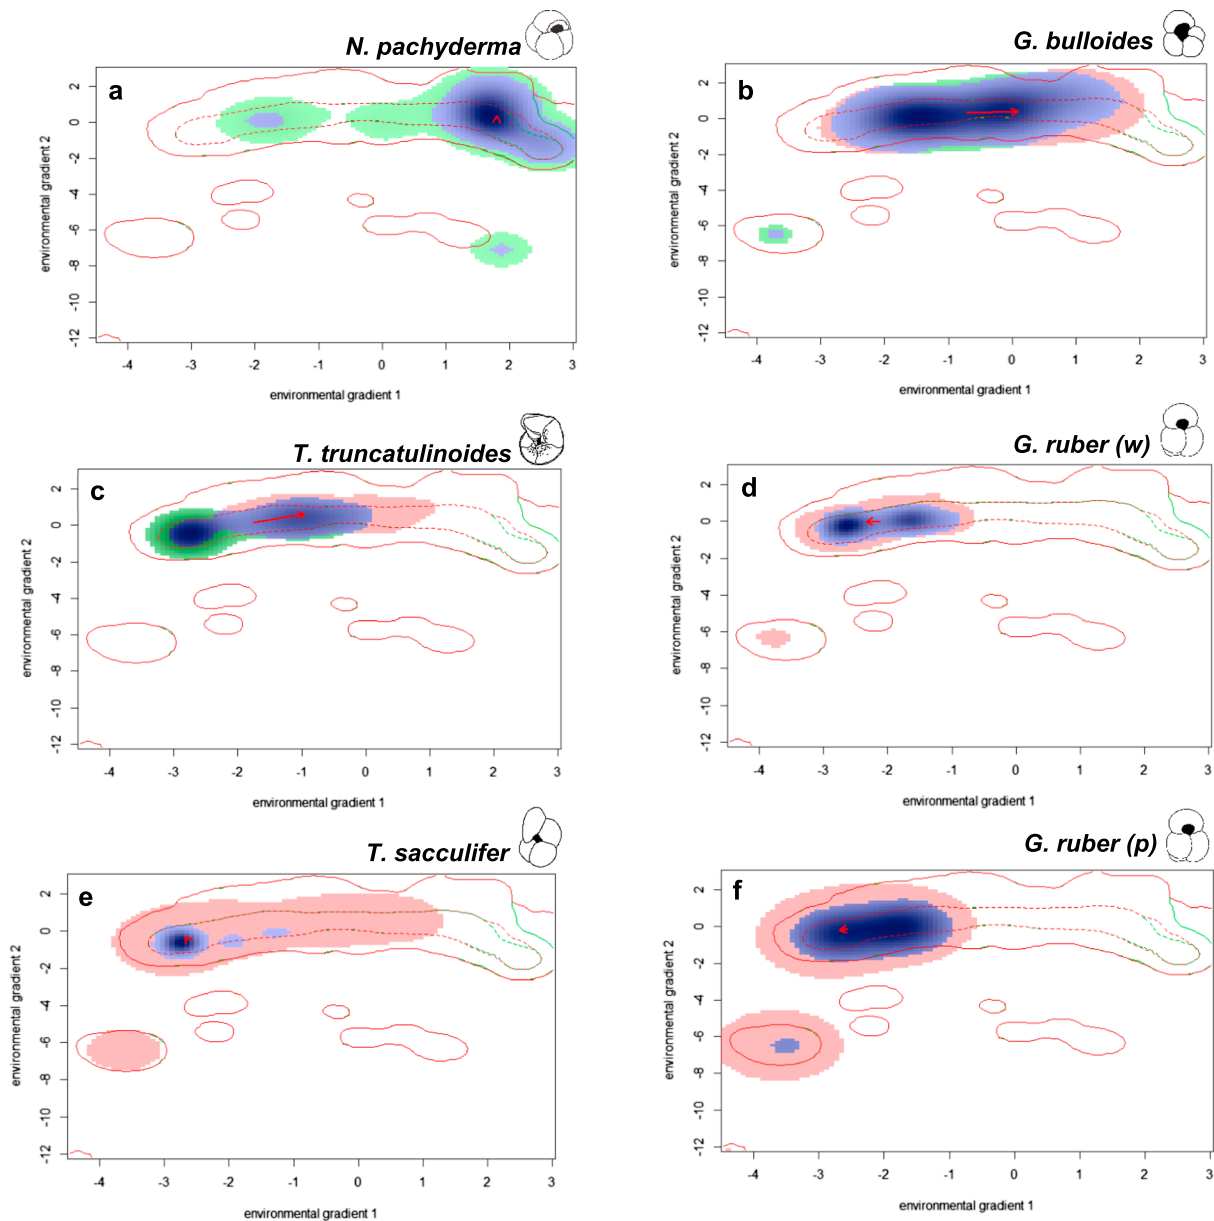 N. pachyderma
G. bulloides
a
b
environmental gradient 2
2
0
-2
-4
-6
-8
-10
-12
-4 -3 -2 -1 0 1 2 3
environmental gradient 1
environmental gradient 2
2
0
-2
-4
-6
-8
-10
-12
-4 -3 -2 -1 0 1 2 3
environmental gradient 1
T. truncatulinoides
G. ruber (w)
c
d
environmental gradient 2
2
0
-2
-4
-6
-8
-10
-12
-4 -3 -2 -1 0 1 2 3
environmental gradient 1
environmental gradient 2
2
0
-2
-4
-6
-8
-10
-12
-4 -3 -2 -1 0 1 2 3
environmental gradient 1
T. sacculifer
G. ruber (p)
e
f
environmental gradient 2
2
0
-2
-4
-6
-8
-10
-12
-4 -3 -2 -1 0 1 2 3
environmental gradient 1
environmental gradient 2
2
0
-2
-4
-6
-8
-10
-12
-4 -3 -2 -1 0 1 2 3
environmental gradient 1